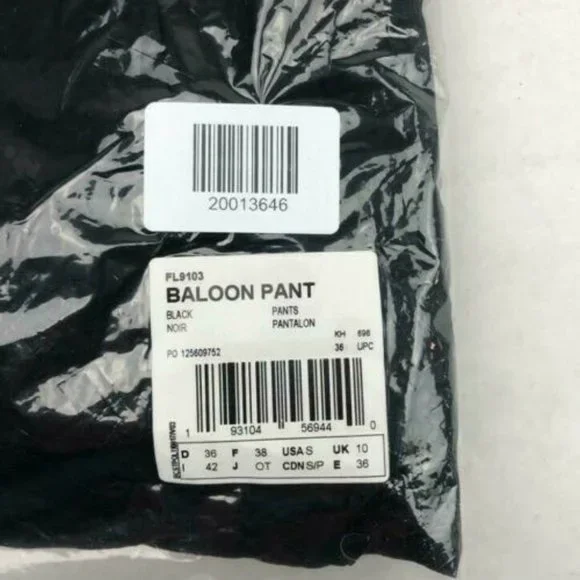 20013646
FL9103
BALOON PANT
BLACK PANTS
NOIR PANTALON
KH 698
PO 125609752 36 UPC
1 93104 56944 0
D 36 F 38 USA S UK 10
I 42 J OT CDN S/P E 36